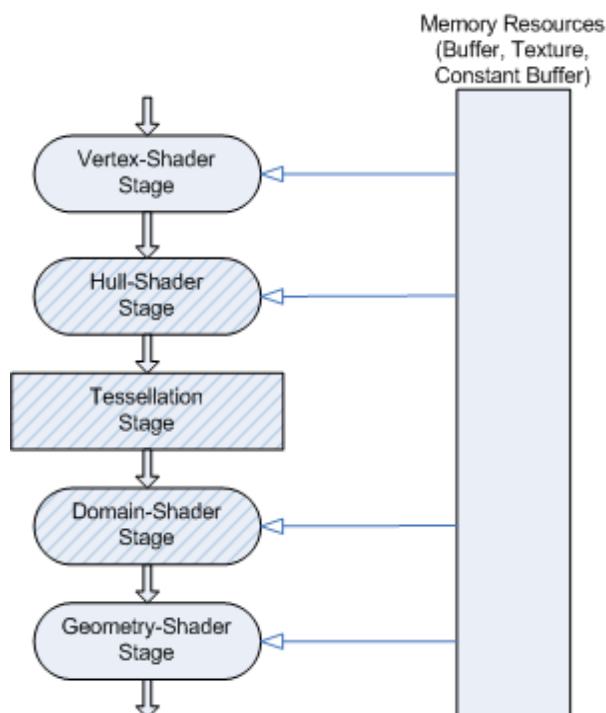 Memory Resources
(Buffer, Texture,
Constant Buffer)
Vertex-Shader
Stage
Hull-Shader
Stage
Tessellation
Stage
Domain-Shader
Stage
Geometry-Shader
Stage